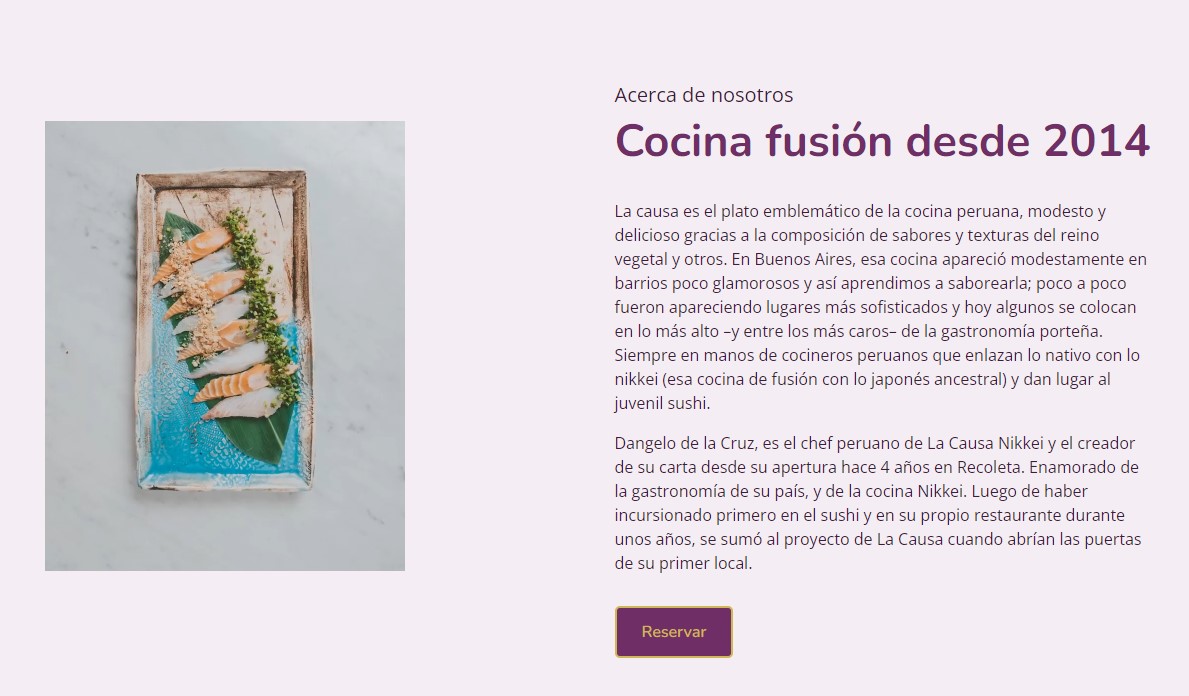 Acerca de nosotros
Cocina fusión desde 2014
La causa es el plato emblemático de la cocina peruana, modesto y
delicioso gracias a la composición de sabores y texturas del reino
vegetal y otros. En Buenos Aires, esa cocina apareció modestamente en
barrios poco glamorosos y así aprendimos a saborearla; poco a poco
fueron apareciendo lugares más sofisticados y hoy algunos se colocan
en lo más alto –y entre los más caros– de la gastronomía porteña.
Siempre en manos de cocineros peruanos que enlazan lo nativo con lo
nikkei (esa cocina de fusión con lo japonés ancestral) y dan lugar al
juvenil sushi.
Dangelo de la Cruz, es el chef peruano de La Causa Nikkei y el creador
de su carta desde su apertura hace 4 años en Recoleta. Enamorado de
la gastronomía de su país, y de la cocina Nikkei. Luego de haber
incursionado primero en el sushi y en su propio restaurante durante
unos años, se sumó al proyecto de La Causa cuando abrían las puertas
de su primer local.
Reservar